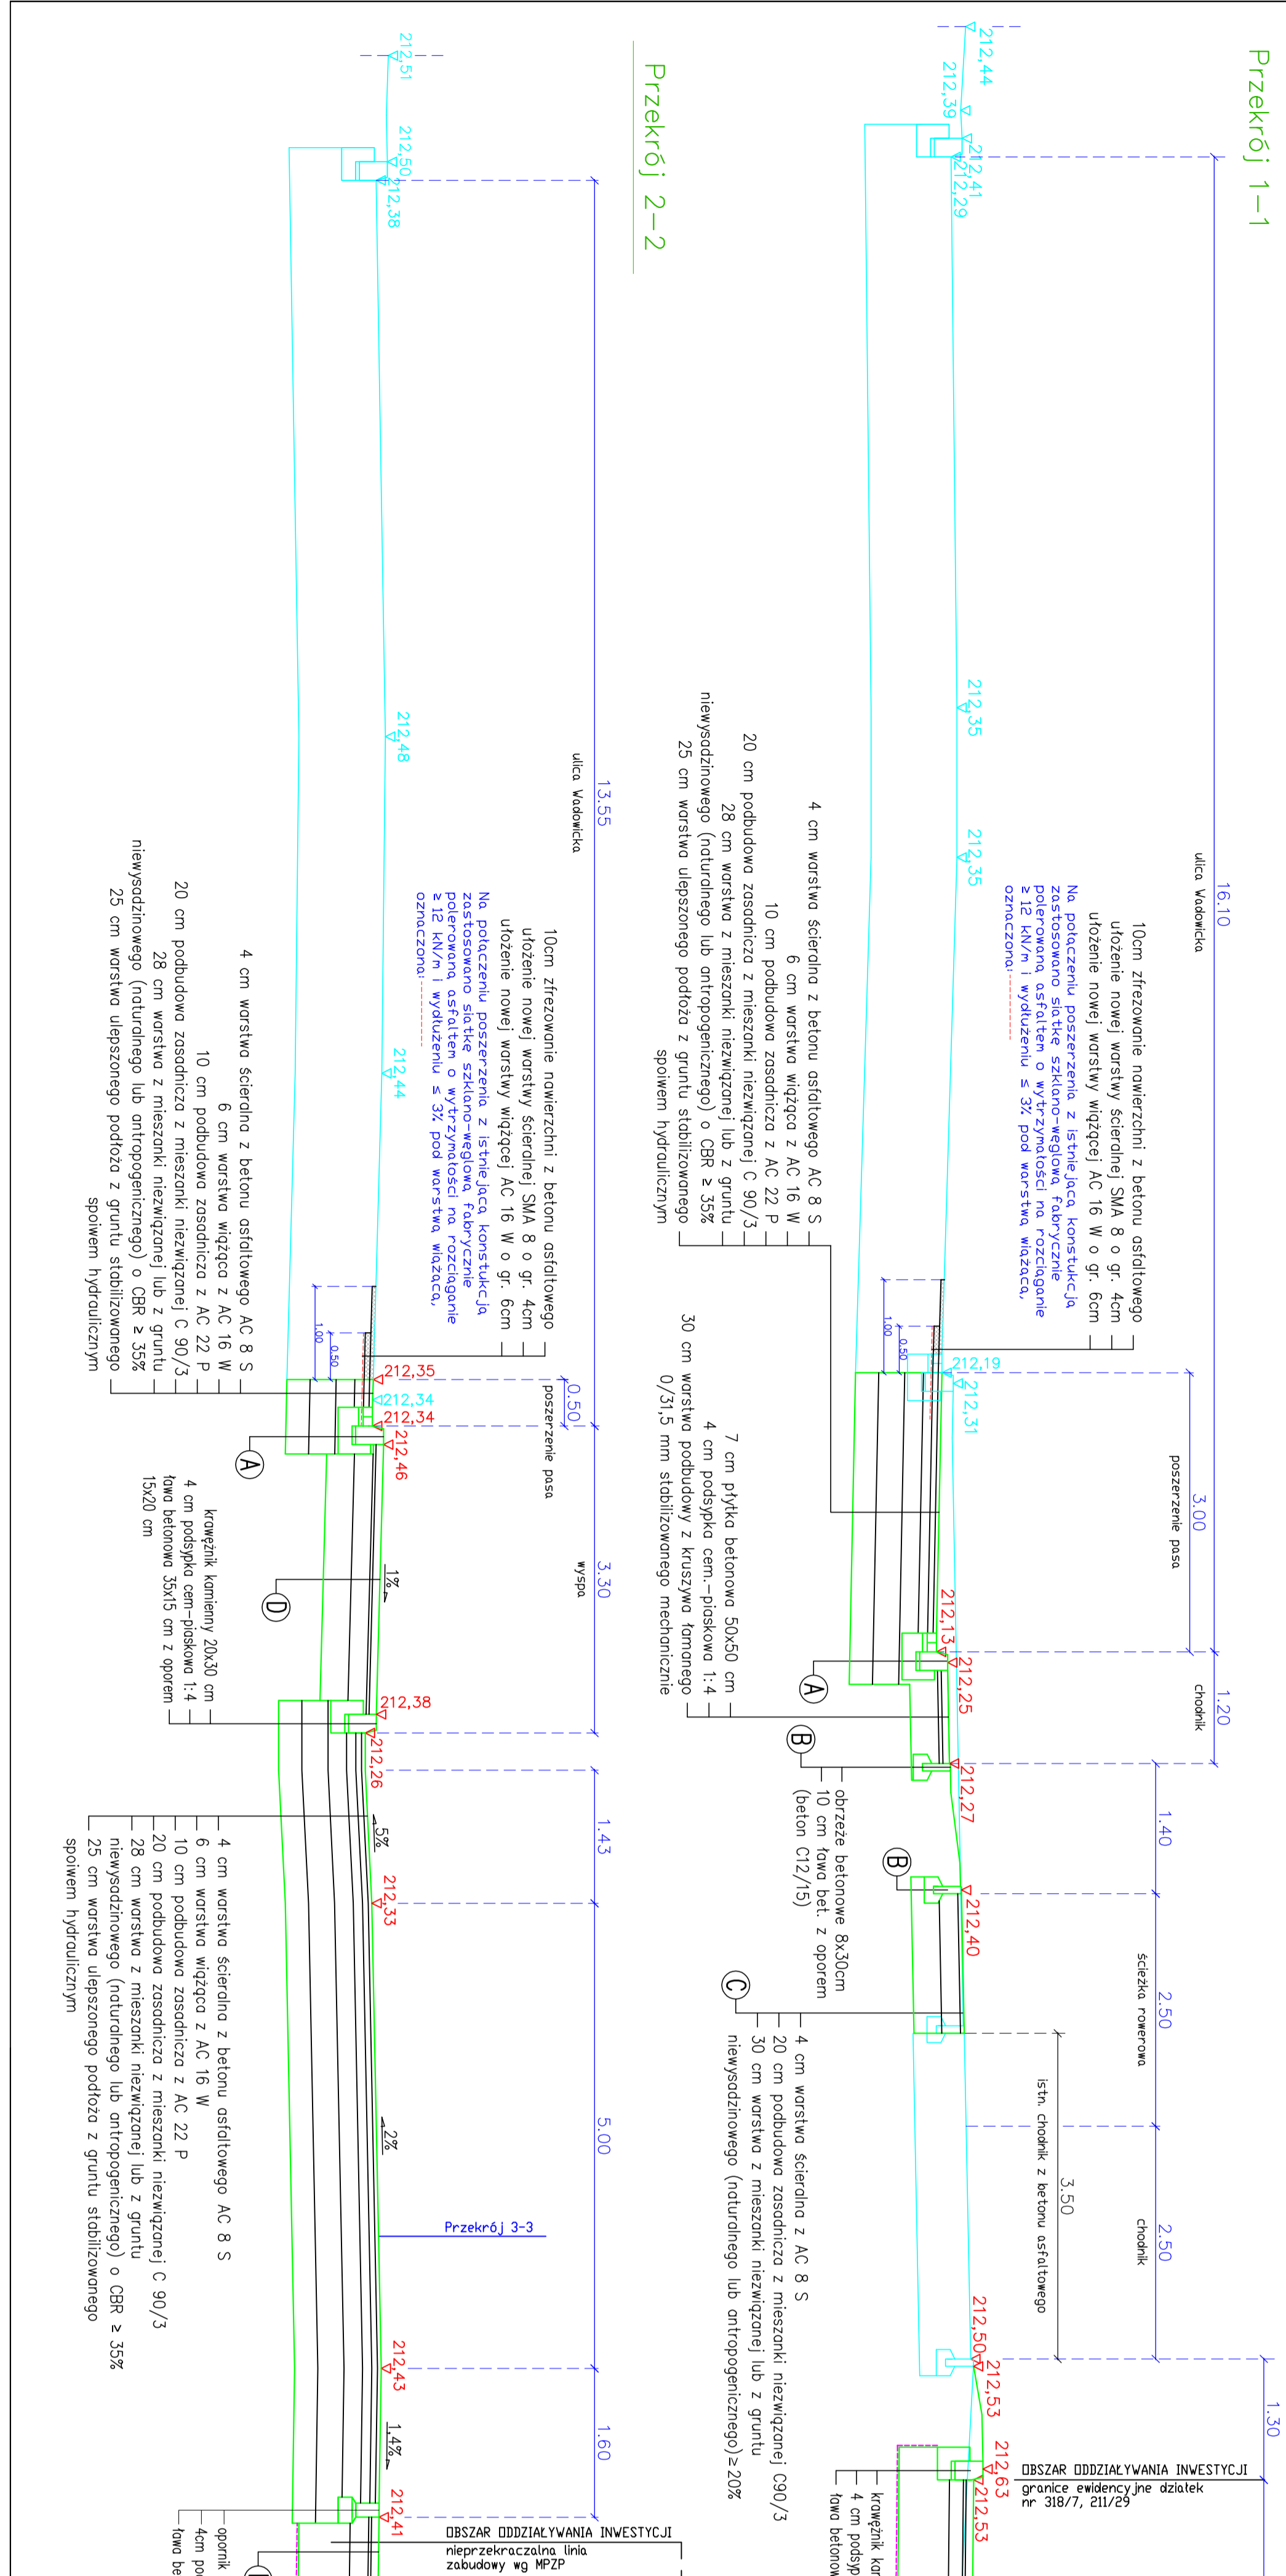 Przekrój 1-1
16.10
ulica Wadowicka
3.00
poszerzenie pasa
1.20
chodnik
1.40
2.50
ścieżka rowerowa
2.50
chodnik
3.50
istn. chodnik z betonu asfaltowego
1.30
OBSZAR ODDZIAŁYWANIA INWESTYCJI
granice ewidencyjne działek
nr 318/7, 211/29
10cm zfrezowanie nawierzchni z betonu asfaltowego
ułożenie nowej warstwy ścieralnej SMA 8 o gr. 4cm
ułożenie nowej warstwy wiążącej AC 16 W o gr. 6cm
Na połączeniu poszerzenia z istniejącą konstukcją
zastosowano siatkę szklano-węglową fabrycznie
polerowaną asfaltem o wytrzymałości na rozciąganie
≥ 12 kN/m i wydłużeniu ≤ 3% pod warstwą wiążącą,
oznaczona:
212,44
212,39
212,41
212,29
212,35
212,35
212,19
212,31
212,13
212,25
212,27
212,40
212,50
212,53
212,63
212,53
1.00
0.50
4 cm warstwa ścieralna z betonu asfaltowego AC 8 S
6 cm warstwa wiążąca z AC 16 W
10 cm podbudowa zasadnicza z AC 22 P
20 cm podbudowa zasadnicza z mieszanki niezwiązanej C 90/3
28 cm warstwa z mieszanki niezwiązanej lub z gruntu
niewysadzinowego (naturalnego lub antropogenicznego) o CBR ≥ 35%
25 cm warstwa ulepszonego podłoża z gruntu stabilizowanego
spoiwem hydraulicznym
A
7 cm płytka betonowa 50x50 cm
4 cm podsypka cem.-piaskowa 1:4
30 cm warstwa podbudowy z kruszywa łamanego
0/31,5 mm stabilizowanego mechanicznie
B
obrzeże betonowe 8x30cm
10 cm ława bet. z oporem
(beton C12/15)
B
C
4 cm warstwa ścieralna z AC 8 S
20 cm podbudowa zasadnicza z mieszanki niezwiązanej C90/3
30 cm warstwa z mieszanki niezwiązanej lub z gruntu
niewysadzinowego (naturalnego lub antropogenicznego)≥20%
krawężnik kam
4 cm podsyp
ława betonow
Przekrój 2-2
13.55
ulica Wadowicka
0.50
poszerzenie pasa
3.30
wyspa
1.43
5.00
1.60
10cm zfrezowanie nawierzchni z betonu asfaltowego
ułożenie nowej warstwy ścieralnej SMA 8 o gr. 4cm
ułożenie nowej warstwy wiążącej AC 16 W o gr. 6cm
Na połączeniu poszerzenia z istniejącą konstukcją
zastosowano siatkę szklano-węglową fabrycznie
polerowaną asfaltem o wytrzymałości na rozciąganie
≥ 12 kN/m i wydłużeniu ≤ 3% pod warstwą wiążącą,
oznaczona:
Przekrój 3-3
OBSZAR ODDZIAŁYWANIA INWESTYCJI
nieprzekraczalna linia
zabudowy wg MPZP
212,51
212,50
212,38
212,48
212,44
212,35
212,34
212,34
212,46
1%
212,38
212,26
5%
212,33
2%
212,43
1,4%
212,41
1.00
0.50
4 cm warstwa ścieralna z betonu asfaltowego AC 8 S
6 cm warstwa wiążąca z AC 16 W
10 cm podbudowa zasadnicza z AC 22 P
20 cm podbudowa zasadnicza z mieszanki niezwiązanej C 90/3
28 cm warstwa z mieszanki niezwiązanej lub z gruntu
niewysadzinowego (naturalnego lub antropogenicznego) o CBR ≥ 35%
25 cm warstwa ulepszonego podłoża z gruntu stabilizowanego
spoiwem hydraulicznym
A
D
krawężnik kamienny 20x30 cm
4 cm podsypka cem-piaskowa 1:4
ława betonowa 35x15 cm z oporem
15x20 cm
4 cm warstwa ścieralna z betonu asfaltowego AC 8 S
6 cm warstwa wiążąca z AC 16 W
10 cm podbudowa zasadnicza z AC 22 P
20 cm podbudowa zasadnicza z mieszanki niezwiązanej C 90/3
28 cm warstwa z mieszanki niezwiązanej lub z gruntu
niewysadzinowego (naturalnego lub antropogenicznego) o CBR ≥ 35%
25 cm warstwa ulepszonego podłoża z gruntu stabilizowanego
spoiwem hydraulicznym
opornik
4cm po
ława be